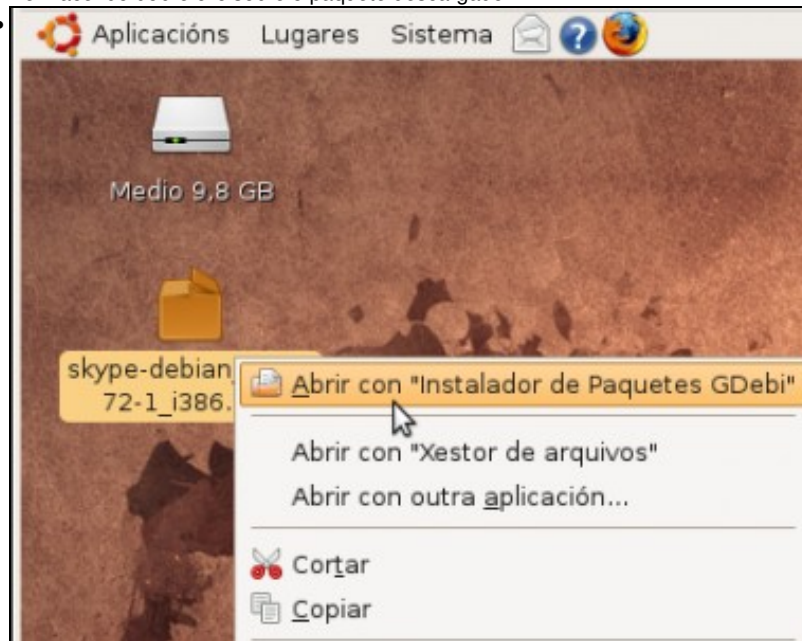 Aplicacións Lugares Sistema
Medio 9,8 GB
skype-debian
72-1_i386.
Abrir con "Instalador de Paquetes GDebi"
Abrir con "Xestor de arquivos"
Abrir con outra aplicación...
Cortar
Copiar